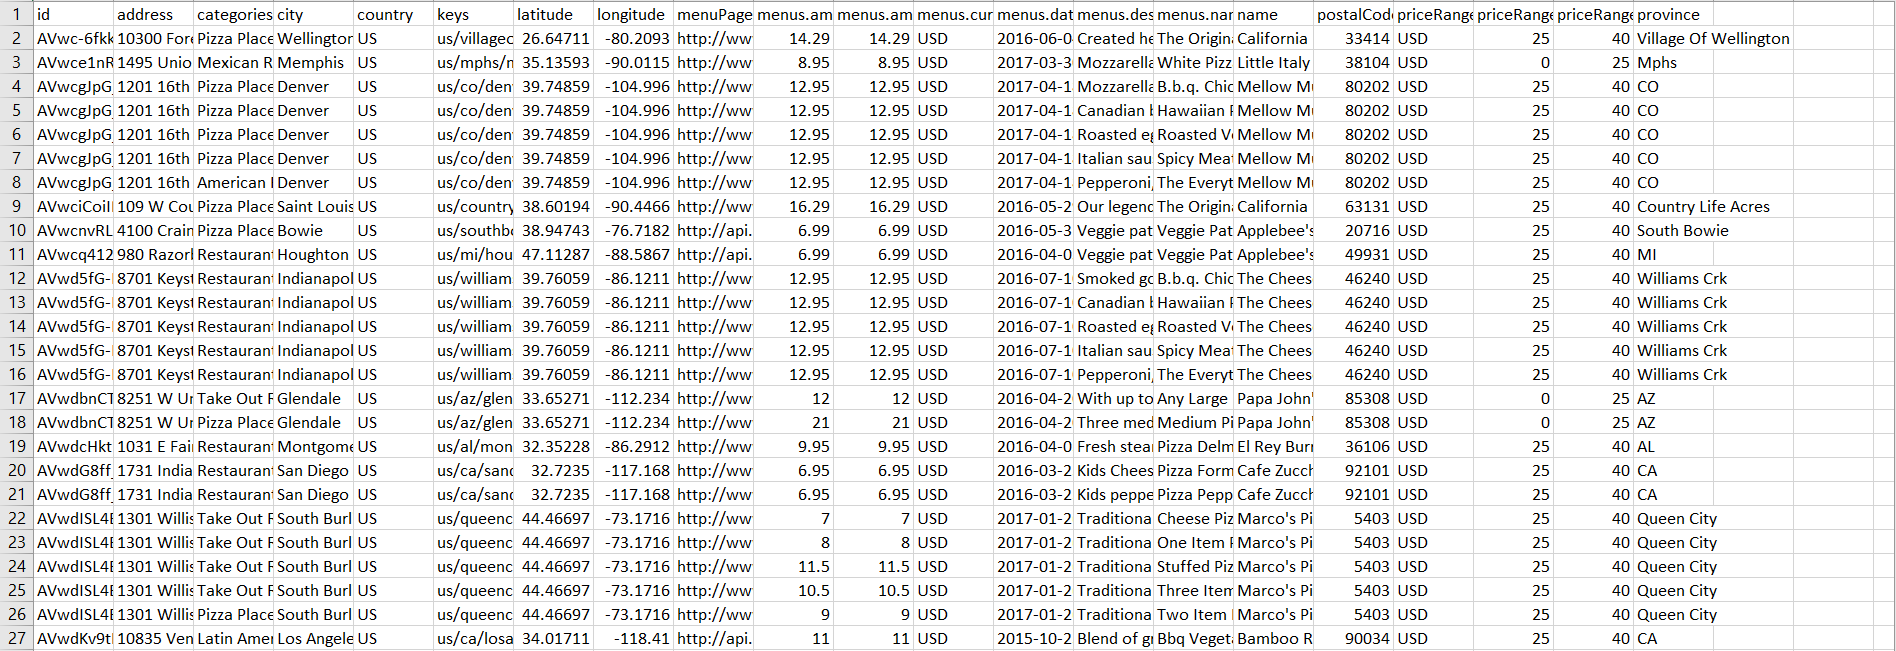 1 id address categories city country keys latitude longitude menuPage menus.am menus.am menus.cur menus.dat menus.des menus.nar name postalCod priceRange priceRange priceRange province
2 AVwc-6fkk 10300 Fore Pizza Place Wellington US us/villageo 26.64711 -80.2093 http://ww 14.29 14.29 USD 2016-06-0 Created he The Origina California 33414 USD 25 40 Village Of Wellington
3 AVwce1nR 1495 Unio Mexican R Memphis US us/mphs/n 35.13593 -90.0115 http://ww 8.95 8.95 USD 2017-03-3 Mozzarella White Pizz Little Italy 38104 USD 0 25 Mphs
4 AVwcgJpG 1201 16th Pizza Place Denver US us/co/den 39.74859 -104.996 http://ww 12.95 12.95 USD 2017-04-1 Mozzarella B.b.q. Chic Mellow M 80202 USD 25 40 CO
5 AVwcgJpG 1201 16th Pizza Place Denver US us/co/den 39.74859 -104.996 http://ww 12.95 12.95 USD 2017-04-1 Canadian Hawaiian Mellow M 80202 USD 25 40 CO
6 AVwcgJpG 1201 16th Pizza Place Denver US us/co/den 39.74859 -104.996 http://ww 12.95 12.95 USD 2017-04-1 Roasted eg Roasted V Mellow M 80202 USD 25 40 CO
7 AVwcgJpG 1201 16th Pizza Place Denver US us/co/den 39.74859 -104.996 http://ww 12.95 12.95 USD 2017-04-1 Italian sau Spicy Meat Mellow M 80202 USD 25 40 CO
8 AVwcgJpG 1201 16th American Denver US us/co/den 39.74859 -104.996 http://ww 12.95 12.95 USD 2017-04-1 Pepperoni, The Everyt Mellow M 80202 USD 25 40 CO
9 AVwciCoiI 109 W Cou Pizza Place Saint Louis US us/country 38.60194 -90.4466 http://ww 16.29 16.29 USD 2016-05-2 Our legend The Origina California 63131 USD 25 40 Country Life Acres
10 AVwcnvRL 4100 Crain Pizza Place Bowie US us/southbo 38.94743 -76.7182 http://api. 6.99 6.99 USD 2016-05-3 Veggie pat Veggie Pat Applebee's 20716 USD 25 40 South Bowie
11 AVwcq412 980 Razorl Restaurant Houghton US us/mi/hou 47.11287 -88.5867 http://api. 6.99 6.99 USD 2016-04-0 Veggie pat Veggie Pat Applebee's 49931 USD 25 40 MI
12 AVwd5fG- 8701 Keyst Restaurant Indianapol US us/william 39.76059 -86.1211 http://ww 12.95 12.95 USD 2016-07-1 Smoked go B.b.q. Chic The Chees 46240 USD 25 40 Williams Crk
13 AVwd5fG- 8701 Keyst Restaurant Indianapol US us/william 39.76059 -86.1211 http://ww 12.95 12.95 USD 2016-07-1 Canadian Hawaiian The Chees 46240 USD 25 40 Williams Crk
14 AVwd5fG- 8701 Keyst Restaurant Indianapol US us/william 39.76059 -86.1211 http://ww 12.95 12.95 USD 2016-07-1 Roasted eg Roasted V The Chees 46240 USD 25 40 Williams Crk
15 AVwd5fG- 8701 Keyst Restaurant Indianapol US us/william 39.76059 -86.1211 http://ww 12.95 12.95 USD 2016-07-1 Italian sau Spicy Meat The Chees 46240 USD 25 40 Williams Crk
16 AVwd5fG- 8701 Keyst Restaurant Indianapol US us/william 39.76059 -86.1211 http://ww 12.95 12.95 USD 2016-07-1 Pepperoni, The Everyt The Chees 46240 USD 25 40 Williams Crk
17 AVwdbnCT 8251 W Un Take Out F Glendale US us/az/glen 33.65271 -112.234 http://ww 12 12 USD 2016-04-2 With up to Any Large Papa John' 85308 USD 0 25 AZ
18 AVwdbnCT 8251 W Un Pizza Place Glendale US us/az/glen 33.65271 -112.234 http://ww 21 21 USD 2016-04-2 Three med Medium Pi Papa John' 85308 USD 0 25 AZ
19 AVwdcHkt 1031 E Fai Restaurant Montgome US us/al/mon 32.35228 -86.2912 http://ww 9.95 9.95 USD 2016-04-0 Fresh stea Pizza Delm El Rey Burr 36106 USD 25 40 AL
20 AVwdG8ff_ 1731 India Restaurant San Diego US us/ca/sand 32.7235 -117.168 http://ww 6.95 6.95 USD 2016-03-2 Kids Chees Pizza Form Cafe Zucch 92101 USD 25 40 CA
21 AVwdG8ff_ 1731 India Restaurant San Diego US us/ca/sand 32.7235 -117.168 http://ww 6.95 6.95 USD 2016-03-2 Kids peppe Pizza Pepp Cafe Zucch 92101 USD 25 40 CA
22 AVwdISL4E 1301 Willis Take Out F South Burl US us/queenc 44.46697 -73.1716 http://ww 7 7 USD 2017-01-2 Traditiona Cheese Piz Marco's Pi 5403 USD 25 40 Queen City
23 AVwdISL4E 1301 Willis Take Out F South Burl US us/queenc 44.46697 -73.1716 http://ww 8 8 USD 2017-01-2 Traditiona One Item Marco's Pi 5403 USD 25 40 Queen City
24 AVwdISL4E 1301 Willis Take Out F South Burl US us/queenc 44.46697 -73.1716 http://ww 11.5 11.5 USD 2017-01-2 Traditiona Stuffed Piz Marco's Pi 5403 USD 25 40 Queen City
25 AVwdISL4E 1301 Willis Take Out F South Burl US us/queenc 44.46697 -73.1716 http://ww 10.5 10.5 USD 2017-01-2 Traditiona Three Item Marco's Pi 5403 USD 25 40 Queen City
26 AVwdISL4E 1301 Willis Pizza Place South Burl US us/queenc 44.46697 -73.1716 http://ww 9 9 USD 2017-01-2 Traditiona Two Item Marco's Pi 5403 USD 25 40 Queen City
27 AVwdKv9t 10835 Ven Latin Amer Los Angele US us/ca/losa 34.01711 -118.41 http://api. 11 11 USD 2015-10-2 Blend of gr Bbq Veget Bamboo R 90034 USD 25 40 CA